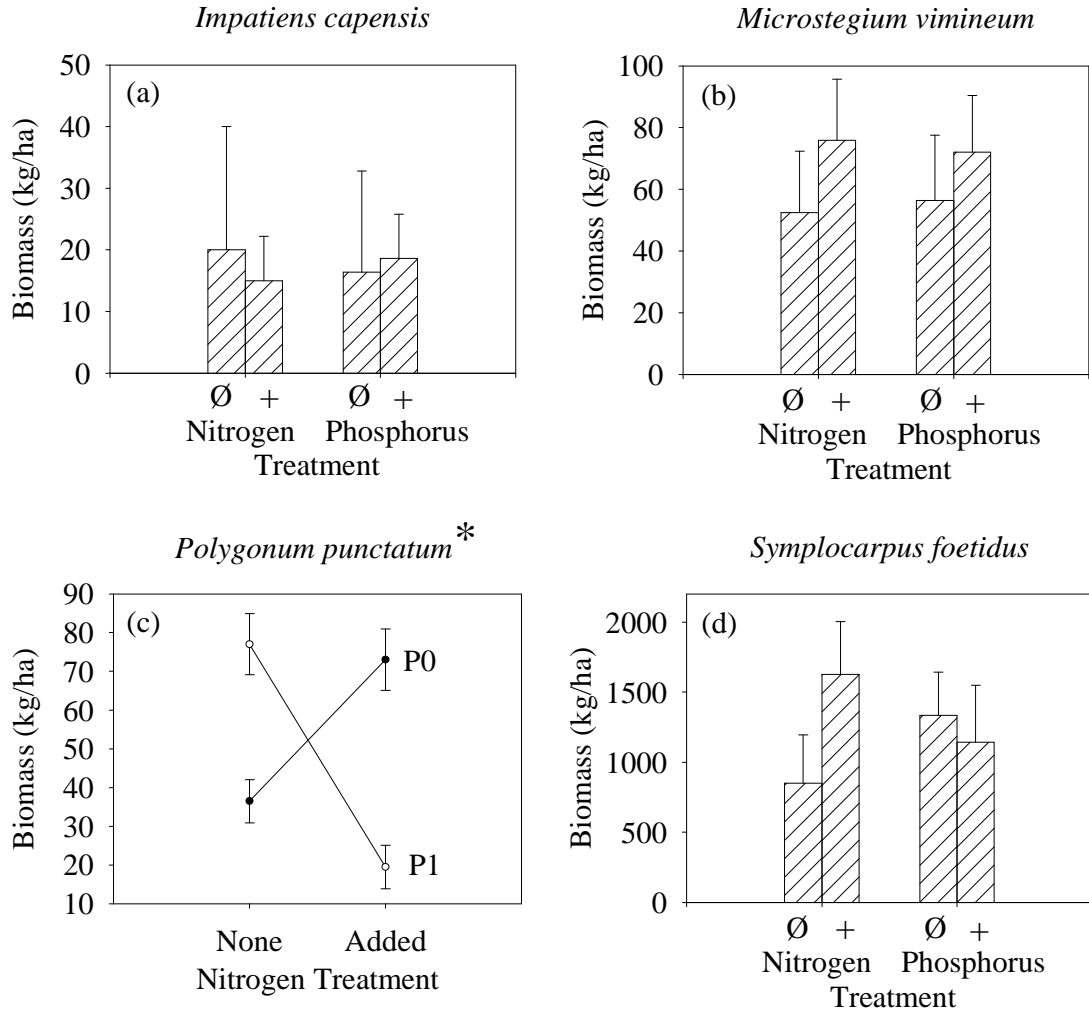 Impatiens capensis
(a)
Biomass (kg/ha)
50
40
30
20
10
0
Ø + Ø +
Nitrogen Phosphorus
Treatment
Microstegium vimineum
(b)
Biomass (kg/ha)
100
80
60
40
20
0
Ø + Ø +
Nitrogen Phosphorus
Treatment
Polygonum punctatum*
(c)
Biomass (kg/ha)
90
80
70
60
50
40
30
20
10
P0
P1
None Added
Nitrogen Treatment
Symplocarpus foetidus
(d)
Biomass (kg/ha)
2000
1500
1000
500
0
Ø + Ø +
Nitrogen Phosphorus
Treatment